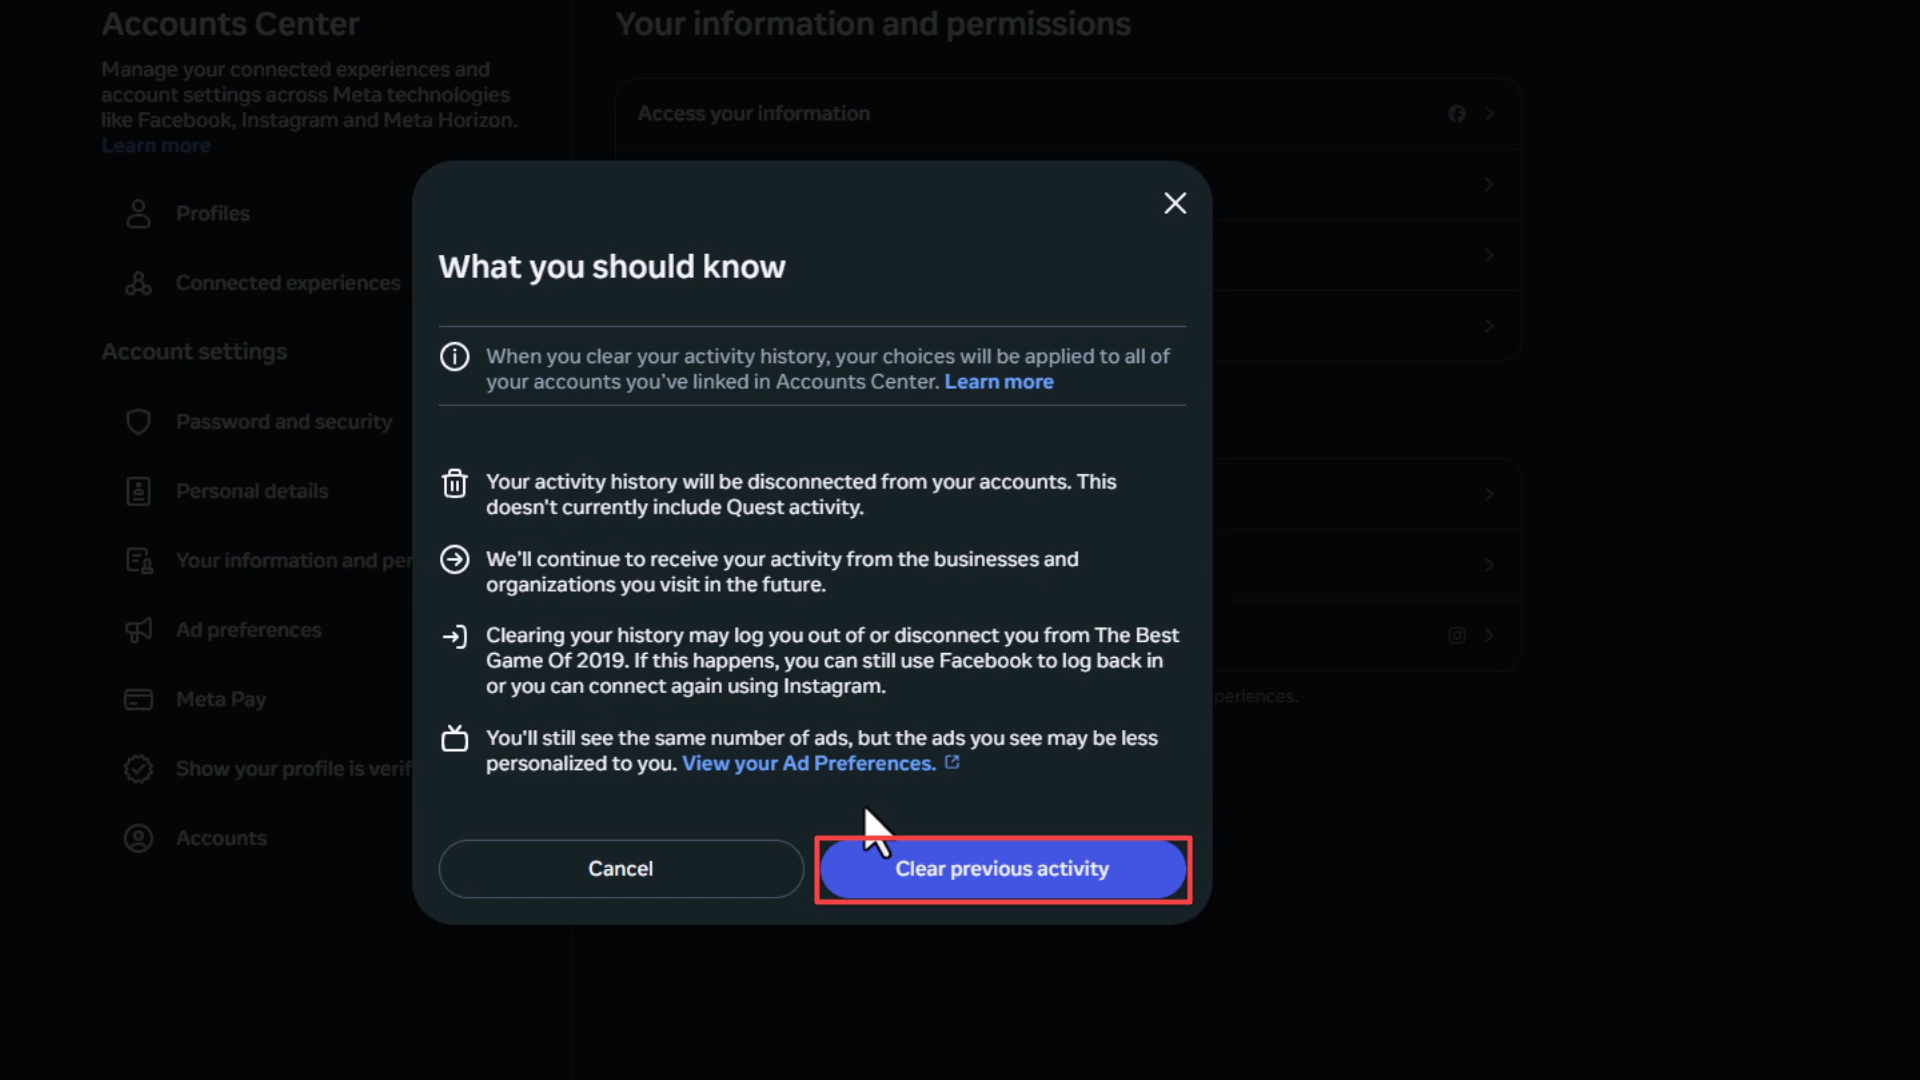 Accounts Center
Manage your connected experiences and
account settings across Meta technologies
like Facebook, Instagram and Meta Horizon.
Learn more
Profiles
Connected experiences
Account settings
Password and security
Personal details
Your information and per
Ad preferences
Meta Pay
Show your profile is verif
Accounts
Your information and permissions
Access your information
periences.
What you should know
When you clear your activity history, your choices will be applied to all of
your accounts you've linked in Accounts Center. Learn more
Your activity history will be disconnected from your accounts. This
doesn't currently include Quest activity.
We'll continue to receive your activity from the businesses and
organizations you visit in the future.
Clearing your history may log you out of or disconnect you from The Best
Game Of 2019. If this happens, you can still use Facebook to log back in
or you can connect again using Instagram.
You'll still see the same number of ads, but the ads you see may be less
personalized to you. View your Ad Preferences.
Cancel
Clear previous activity